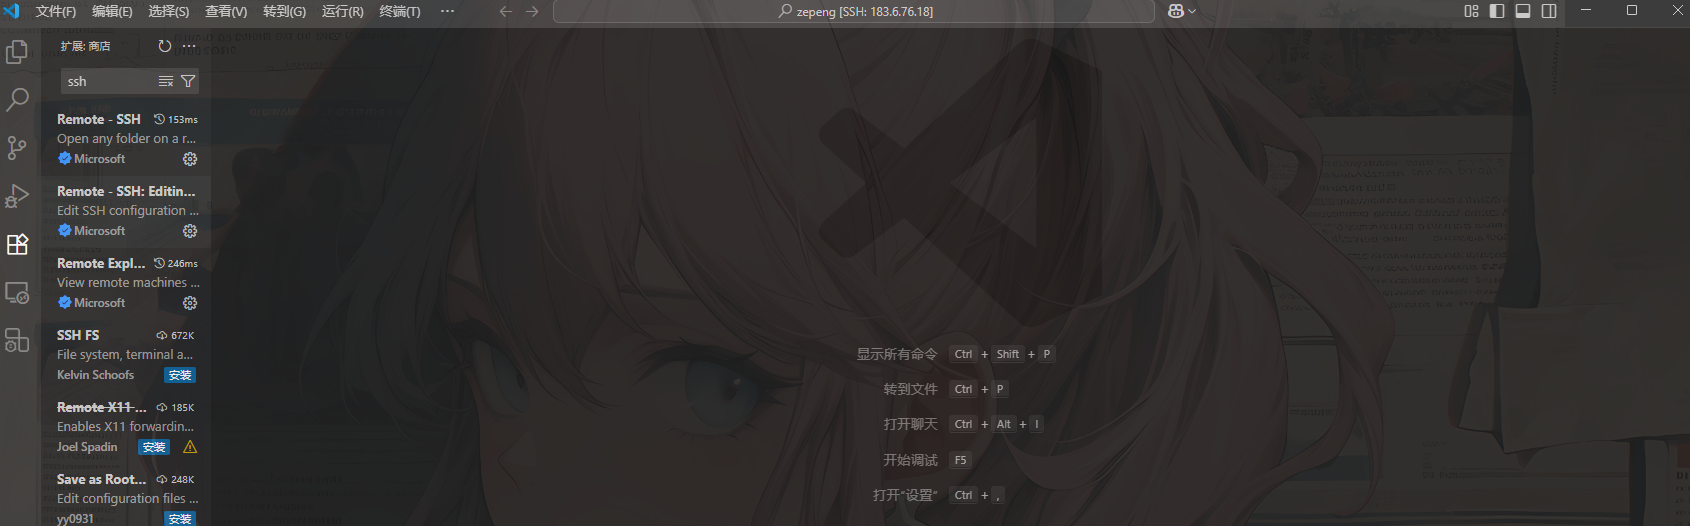 文件(F) 编辑(E) 选择(S) 查看(V) 转到(G) 运行(R) 终端(T) ··· zepeng [SSH: 183.6.76.18]
扩展: 商店
ssh
Remote - SSH 153ms
Open any folder on a r...
Microsoft
Remote - SSH: Editin...
Edit SSH configuration ...
Microsoft
Remote Expl... 246ms
View remote machines ...
Microsoft
SSH FS 672K
File system, terminal a...
Kelvin Schoofs 安装
Remote X11 ... 185K
Enables X11 forwardin...
Joel Spadin 安装
Save as Root... 248K
Edit configuration files ...
yy0931 安装
显示所有命令 Ctrl + Shift + P
转到文件 Ctrl + P
打开聊天 Ctrl + Alt + I
开始调试 F5
打开“设置” Ctrl + ,